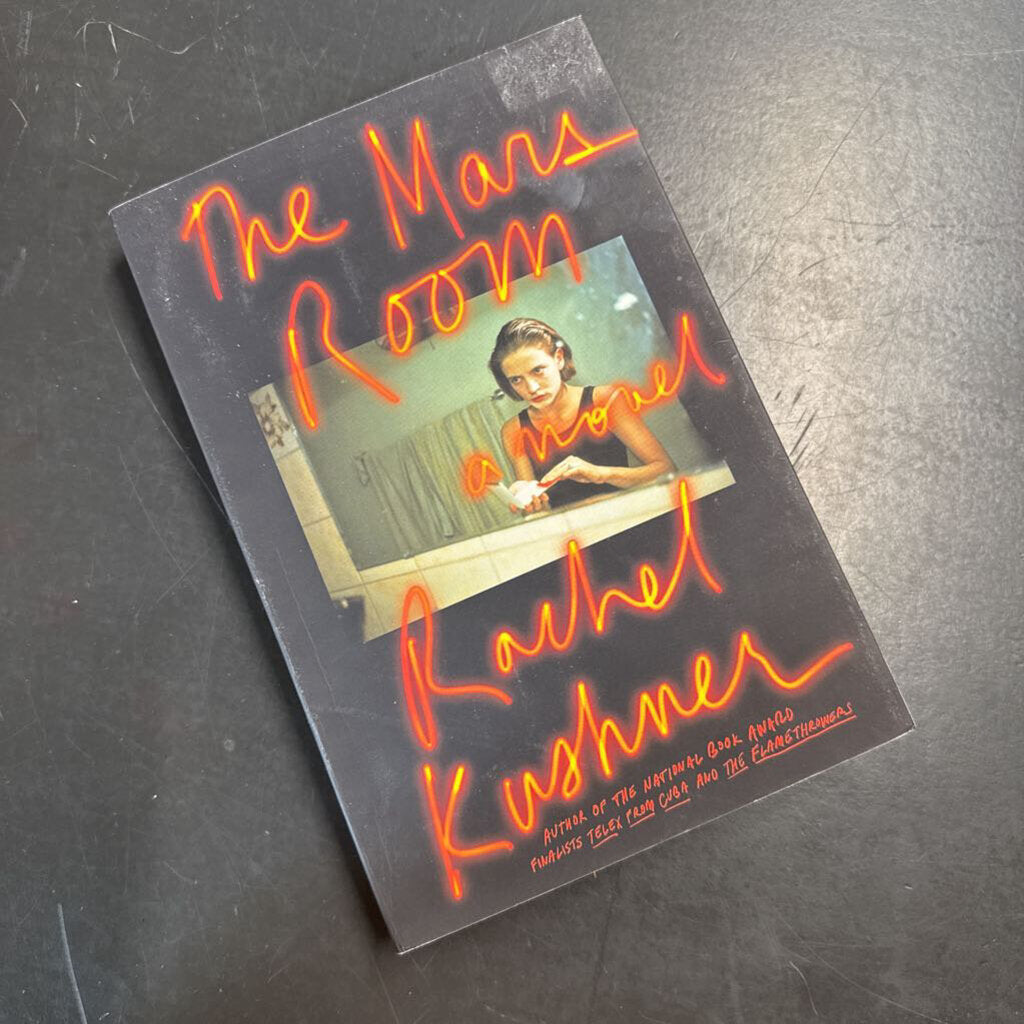 The Mars
Room
a novel
Rachel
Kushner
AUTHOR OF THE NATIONAL BOOK AWARD
FINALISTS TELEX FROM CUBA AND THE FLAMETHROWERS